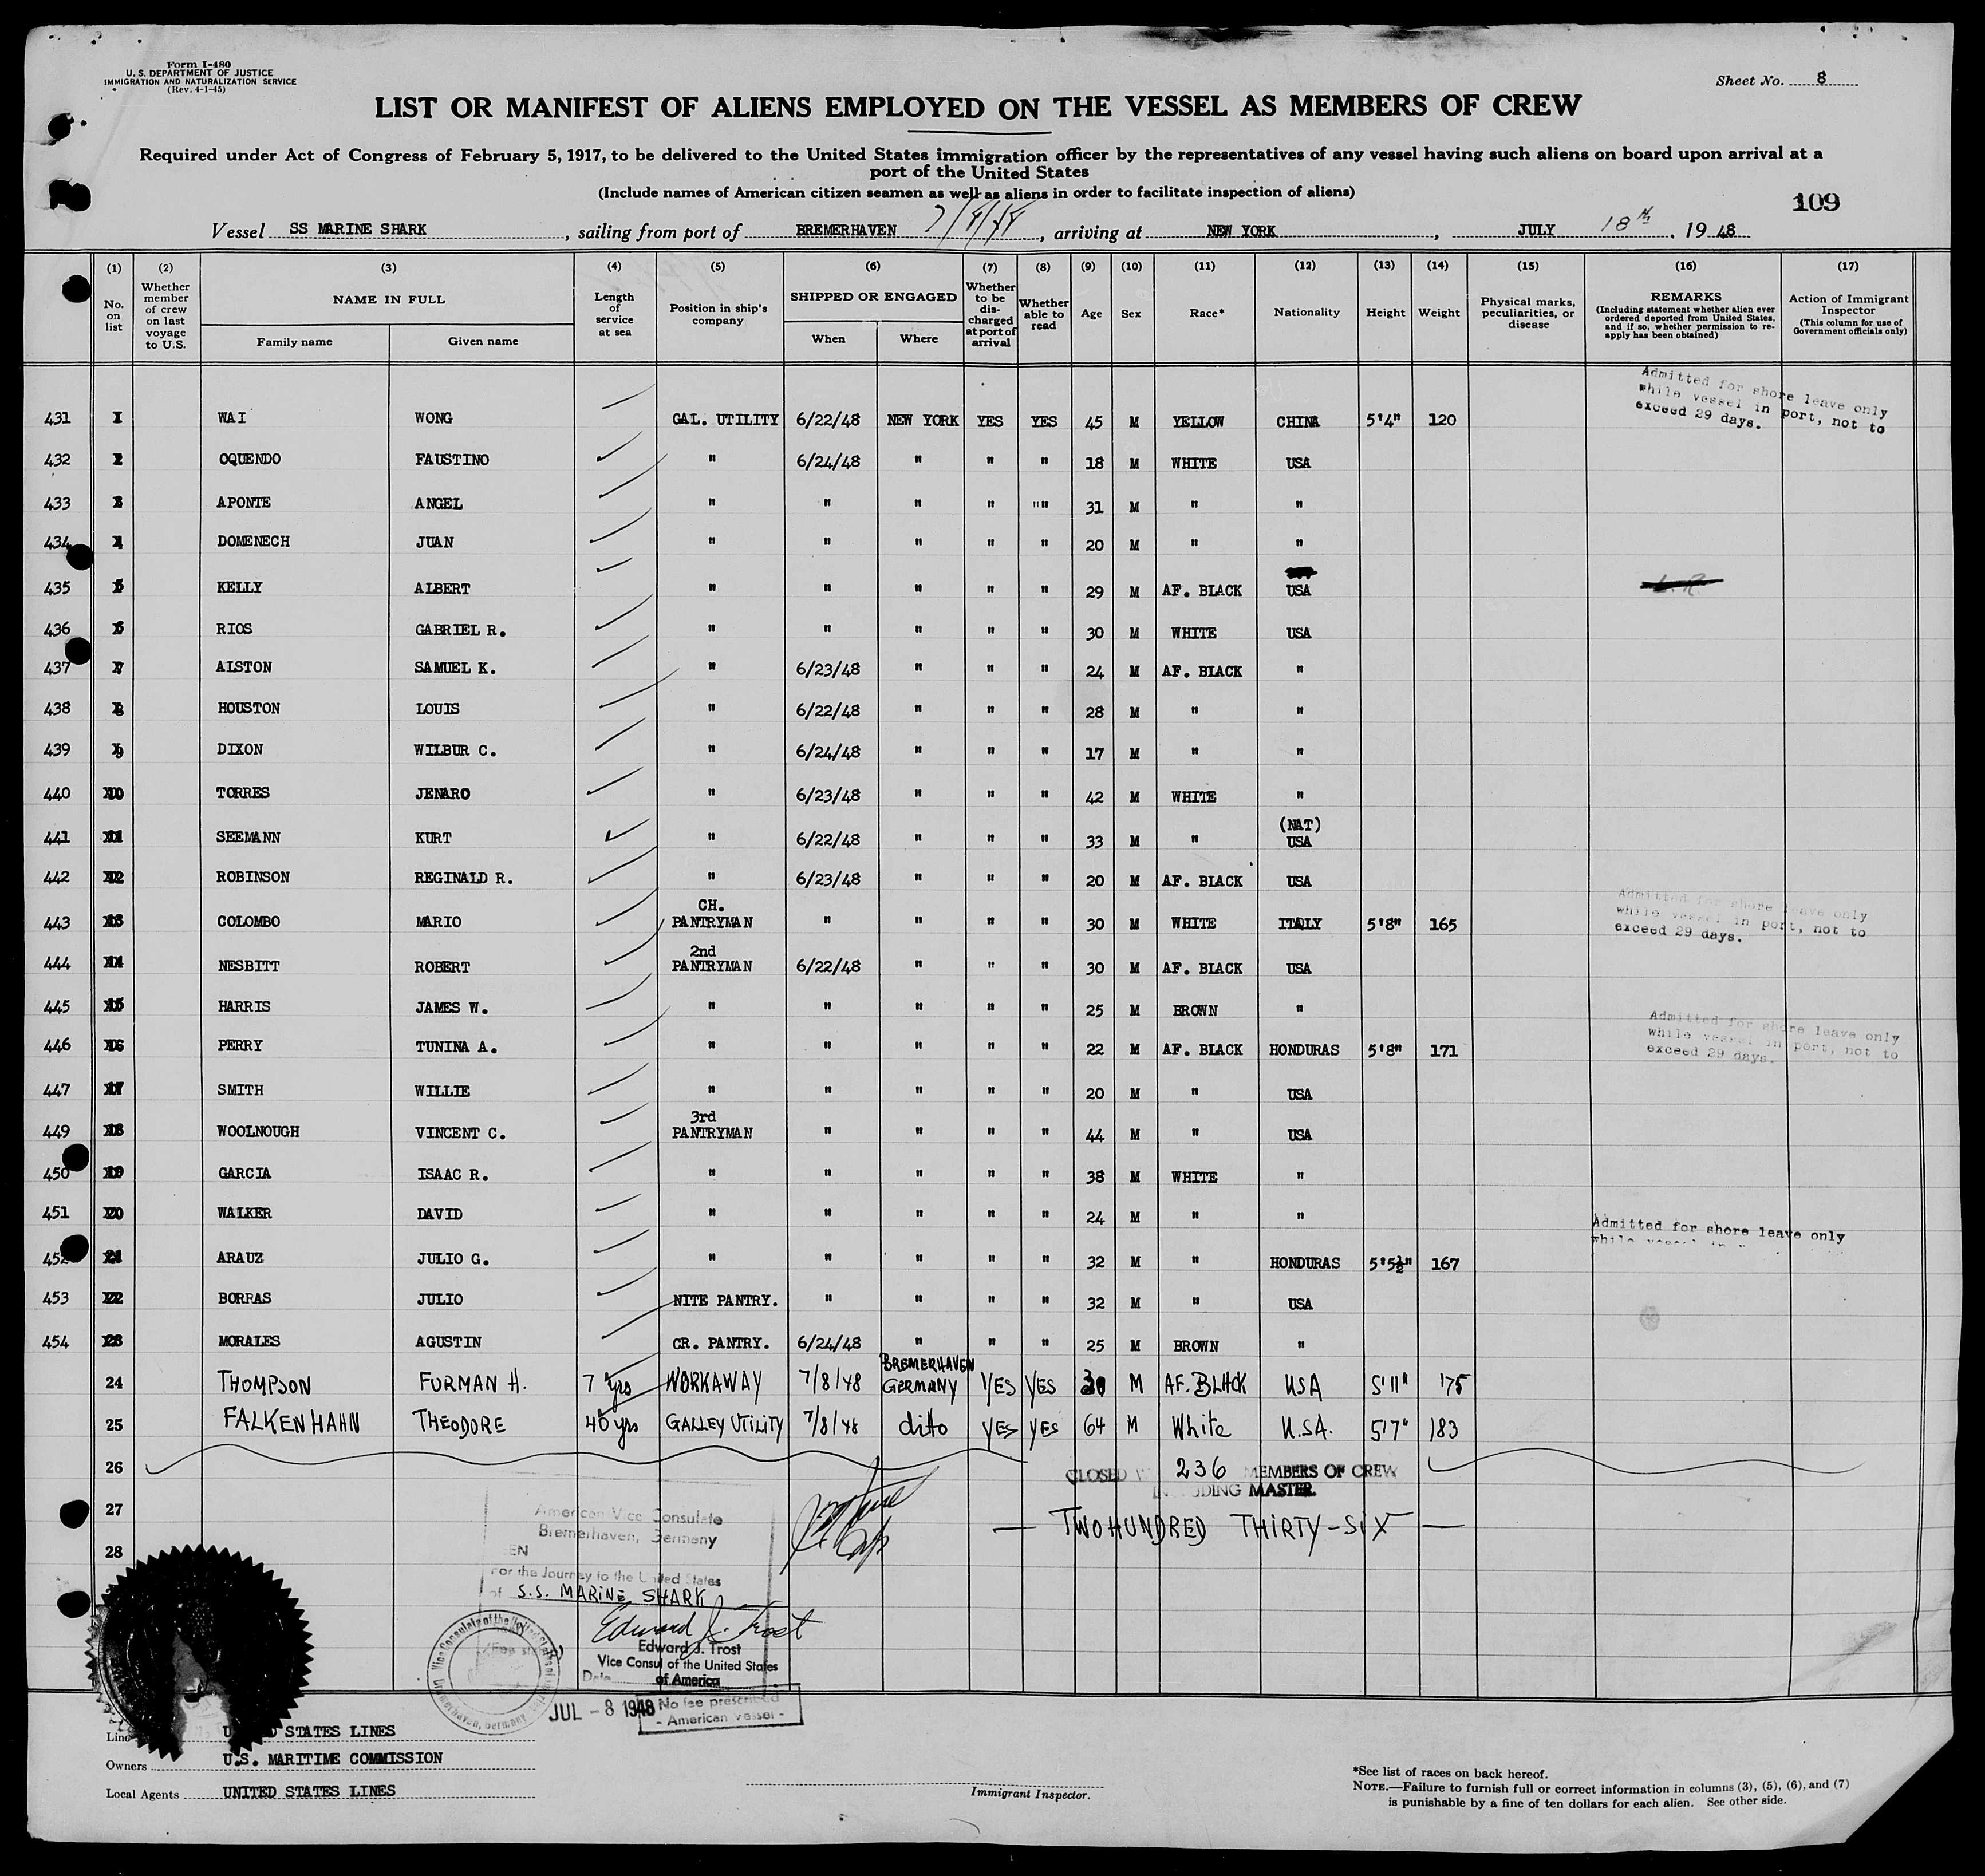 Form I-480
U. S. DEPARTMENT OF JUSTICE
IMMIGRATION AND NATURALIZATION SERVICE
(Rev. 4-1-45)
Sheet No. 8
LIST OR MANIFEST OF ALIENS EMPLOYED ON THE VESSEL AS MEMBERS OF CREW
Required under Act of Congress of February 5, 1917, to be delivered to the United States immigration officer by the representatives of any vessel having such aliens on board upon arrival at a
port of the United States
(Include names of American citizen seamen as well as aliens in order to facilitate inspection of aliens)
109
Vessel SS MARINE SHARK, sailing from port of BREMERHAVEN 7/8/48, arriving at NEW YORK, JULY 18th, 1948
(1) (2) (3) (4) (5) (6) (7) (8) (9) (10) (11) (12) (13) (14) (15) (16) (17)
No. on list
Whether member of crew on last voyage to U.S.
NAME IN FULL
Family name
Given name
Length of service at sea
Position in ship's company
SHIPPED OR ENGAGED
When
Where
Whether to be discharged at port of arrival
Whether able to read
Age
Sex
Race*
Nationality
Height
Weight
Physical marks, peculiarities, or disease
REMARKS
(Including statement whether alien ever ordered deported from United States, and if so, whether permission to reapply has been obtained)
Action of Immigrant Inspector
(This column for use of Government officials only)
431 1 WAI WONG GAL. UTILITY 6/22/48 NEW YORK YES YES 45 M YELLOW CHINA 5'4" 120 Admitted for shore leave only while vessel in port, not to exceed 29 days.
432 2 OQUENDO FAUSTINO " 6/24/48 " " " 18 M WHITE USA
433 3 APONTE ANGEL " " " " "" 31 M " "
434 4 DOMENECH JUAN " " " " " 20 M " "
435 5 KELLY ALBERT " " " " " 29 M AF. BLACK USA
436 6 RIOS GABRIEL R. " " " " " 30 M WHITE USA
437 7 ALSTON SAMUEL K. " 6/23/48 " " " 24 M AF. BLACK "
438 8 HOUSTON LOUIS " 6/22/48 " " " 28 M " "
439 9 DIXON WILBUR C. " 6/24/48 " " " 17 M " "
440 10 TORRES JENARO " 6/23/48 " " " 42 M WHITE "
441 11 SEEMANN KURT " 6/22/48 " " " 33 M " (NAT) USA
442 12 ROBINSON REGINALD R. " 6/23/48 " " " 20 M AF. BLACK USA
443 13 COLOMBO MARIO CH. PANTRYMAN " " " " 30 M WHITE ITALY 5'8" 165 Admitted for shore leave only while vessel in port, not to exceed 29 days.
444 14 NESBITT ROBERT 2nd PANTRYMAN 6/22/48 " " " 30 M AF. BLACK USA
445 15 HARRIS JAMES W. " " " " " 25 M BROWN "
446 16 PERRY TUNINA A. " " " " " 22 M AF. BLACK HONDURAS 5'8" 171 Admitted for shore leave only while vessel in port, not to exceed 29 days.
447 17 SMITH WILLIE " " " " " 20 M " USA
449 18 WOOLNOUGH VINCENT C. 3rd PANTRYMAN " " " " 44 M " USA
450 19 GARCIA ISAAC R. " " " " " 38 M WHITE "
451 20 WALKER DAVID " " " " " 24 M " "
452 21 ARAUZ JULIO G. " " " " " 32 M " HONDURAS 5'5½" 167 Admitted for shore leave only while vessel in
453 22 BORRAS JULIO NITE PANTRY. " " " " 32 M " USA
454 23 MORALES AGUSTIN CR. PANTRY. 6/24/48 " " " 25 M BROWN "
24 THOMPSON FURMAN H. 7 yrs WORKAWAY 7/8/48 BREMERHAVEN GERMANY YES YES 30 M AF. BLACK USA 5'11" 175
25 FALKENHAHN THEODORE 40 yrs GALLEY UTILITY 7/8/48 ditto YES YES 64 M White U.S.A. 5'7" 183
26
CLOSED 236 MEMBERS OF CREW
MASTER.
27
TWO HUNDRED THIRTY-SIX
28
American Vice Consulate
Bremerhaven, Germany
EN
For the Journey to the United States
of S.S. MARINE SHARK
Edward J. Trost
Edward J. Trost
Vice Consul of the United States
of America
Date
JUL - 8 1948
No fee prescribed
- American vessel -
Line UNITED STATES LINES
Owners U.S. MARITIME COMMISSION
Local Agents UNITED STATES LINES
Immigrant Inspector.
*See list of races on back hereof.
NOTE.—Failure to furnish full or correct information in columns (3), (5), (6), and (7)
is punishable by a fine of ten dollars for each alien. See other side.